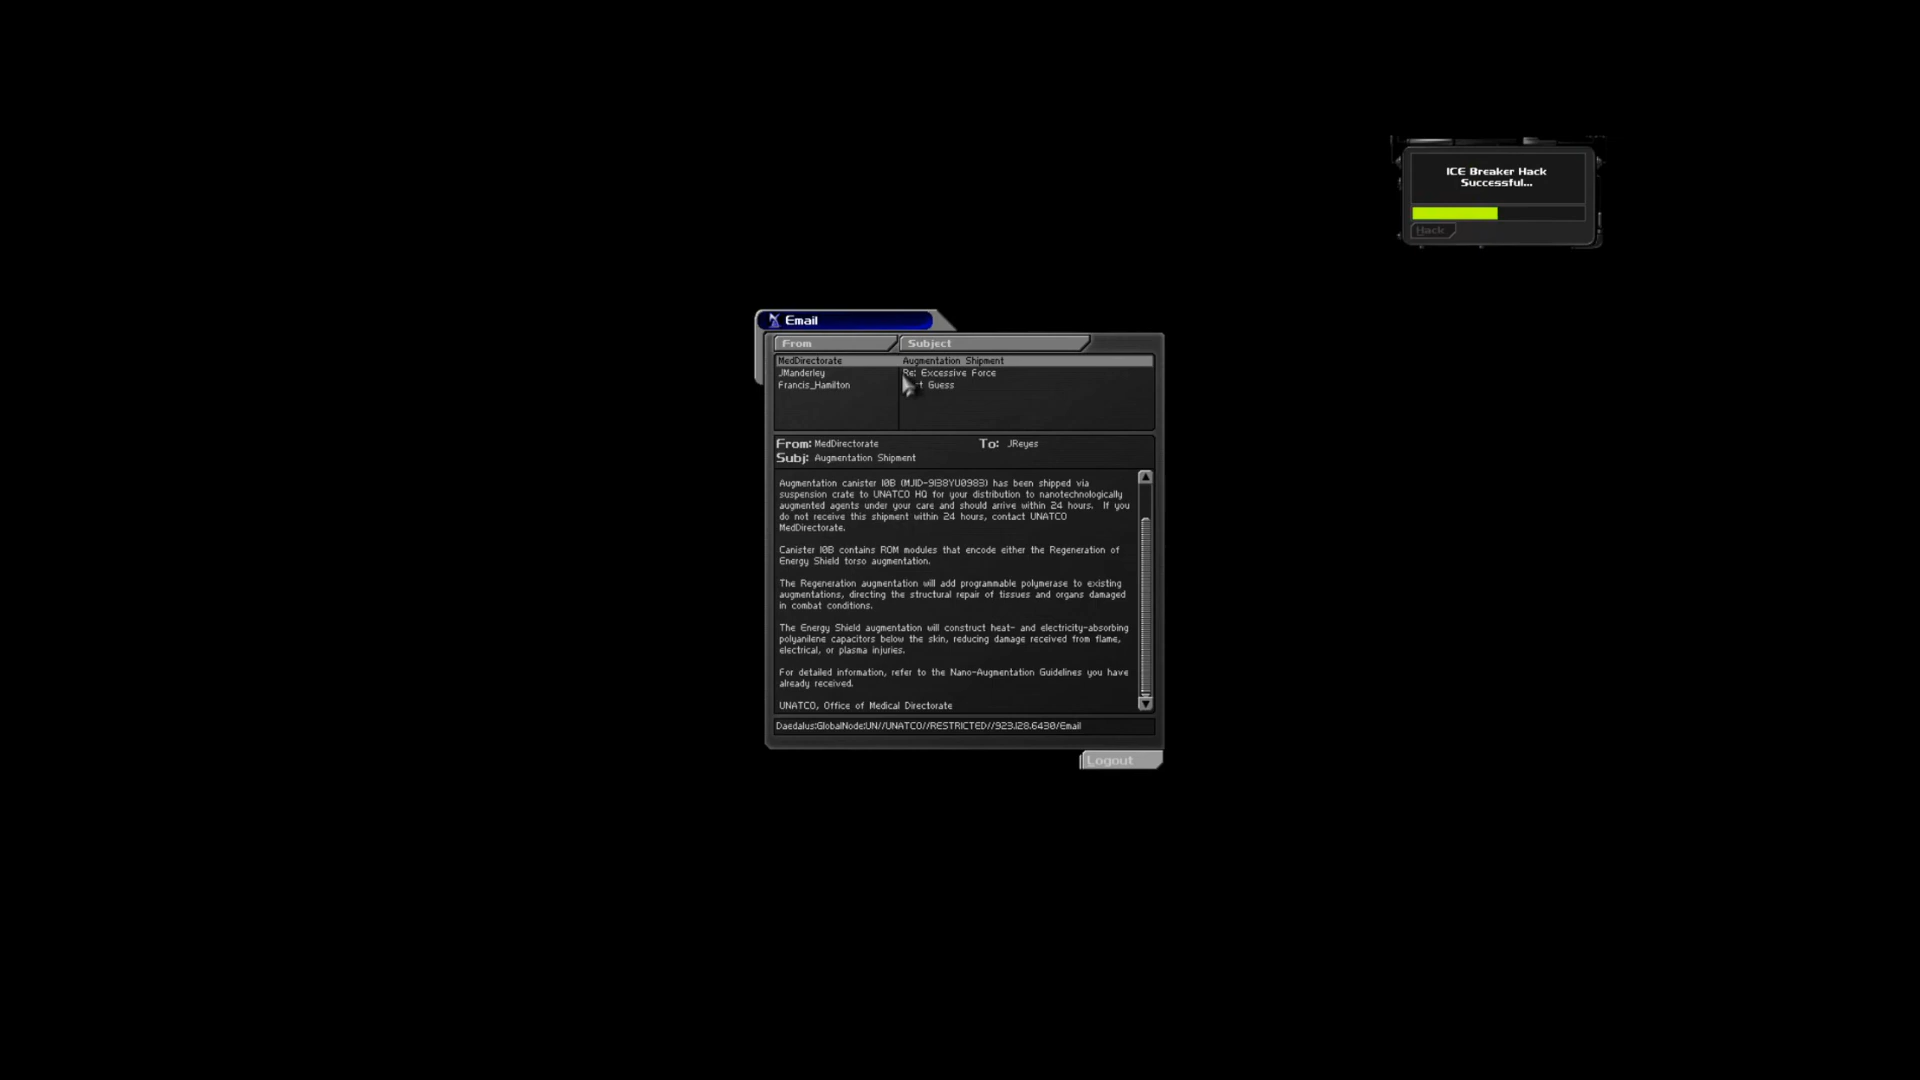 ICE Breaker Hack
Successful...
Hack
Email
From Subject
MedDirectorate Augmentation Shipment
JManderley Re: Excessive Force
Francis_Hamilton Guess
From: MedDirectorate To: JReyes
Subj: Augmentation Shipment
Augmentation canister 10B (MJID-9I38YU0983) has been shipped via
suspension crate to UNATCO HQ for your distribution to nanotechnologically
augmented agents under your care and should arrive within 24 hours. If you
do not receive this shipment within 24 hours, contact UNATCO
MedDirectorate.
Canister 10B contains ROM modules that encode either the Regeneration of
Energy Shield torso augmentation.
The Regeneration augmentation will add programmable polymerase to existing
augmentations, directing the structural repair of tissues and organs damaged
in combat conditions.
The Energy Shield augmentation will construct heat- and electricity-absorbing
polyanilene capacitors below the skin, reducing damage received from flame,
electrical, or plasma injuries.
For detailed information, refer to the Nano-Augmentation Guidelines you have
already received.
UNATCO, Office of Medical Directorate
Daedalus:GlobalNode:UN//UNATCO//RESTRICTED//923.128.6430/Email
Logout